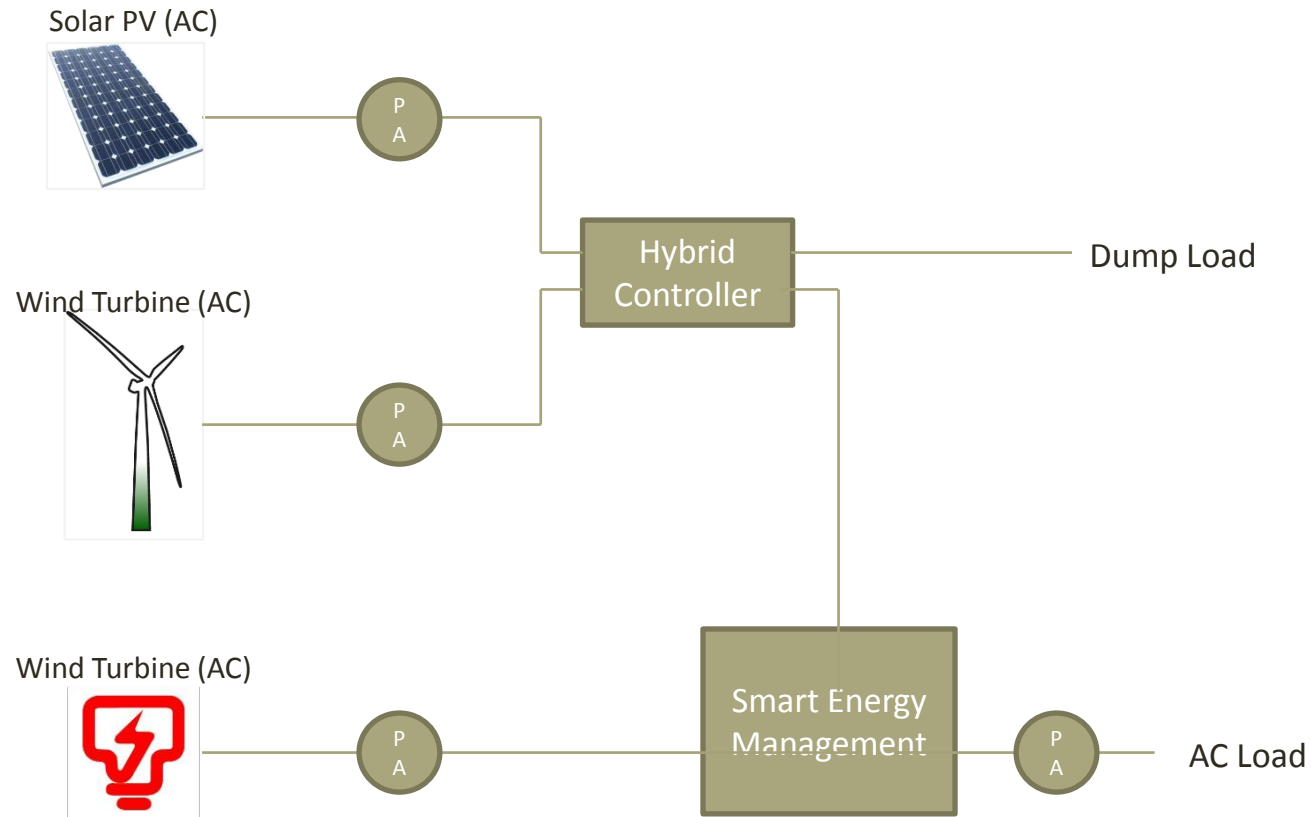 Solar PV (AC)
P
A
Hybrid
Controller
Dump Load
Wind Turbine (AC)
P
A
Wind Turbine (AC)
P
A
Smart Energy
Management
P
A
AC Load